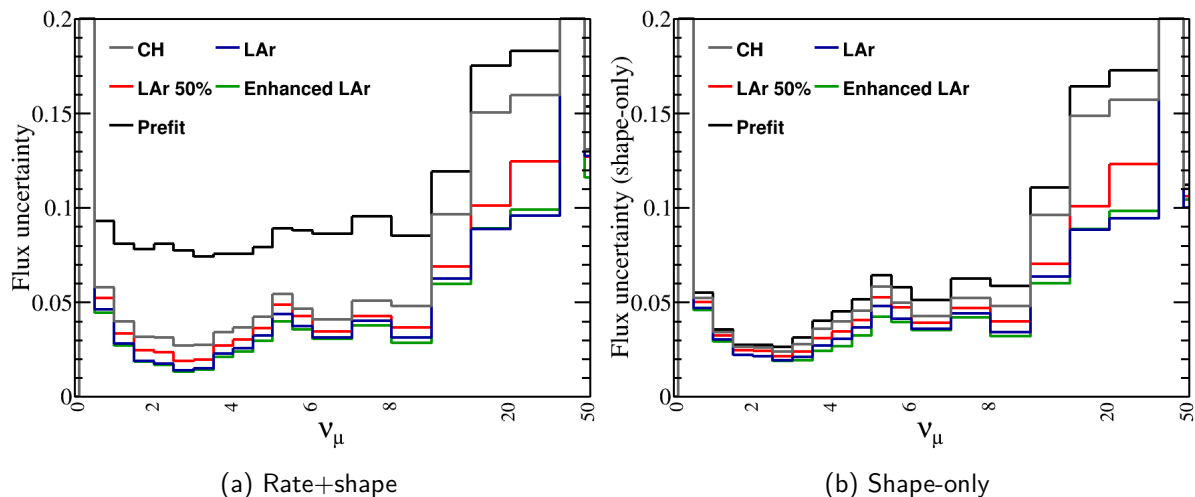 Flux uncertainty
0.2
0.15
0.1
0.05
0
CH
LAr
LAr 50%
Enhanced LAr
Prefit
0
2
4
6
8
20
50
νμ
(a) Rate+shape
Flux uncertainty (shape-only)
0.2
0.15
0.1
0.05
0
CH
LAr
LAr 50%
Enhanced LAr
Prefit
0
2
4
6
8
20
50
νμ
(b) Shape-only